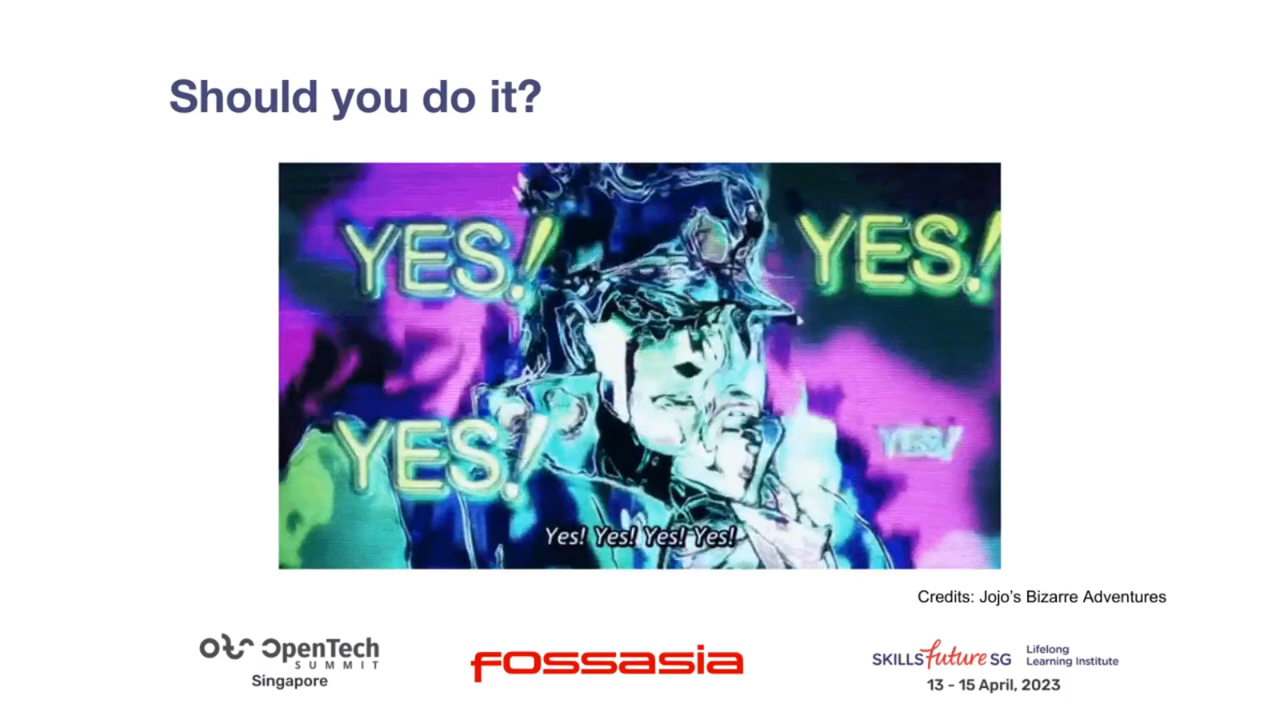 Should you do it?
YES! YES!
YES! YES!
Yes! Yes! Yes! Yes!
Credits: Jojo's Bizarre Adventures
OpenTech
SUMMIT
Singapore
fossasia
SKILLSfuture SG
Lifelong
Learning Institute
13 - 15 April, 2023